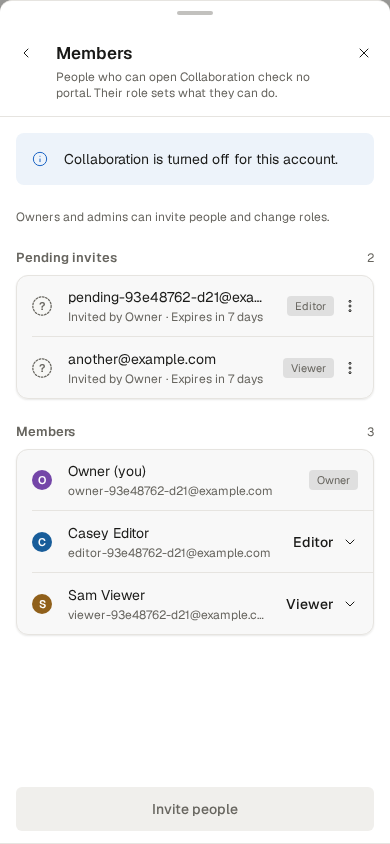 Members
People who can open Collaboration check no
portal. Their role sets what they can do.
Collaboration is turned off for this account.
Owners and admins can invite people and change roles.
Pending invites 2
? pending-93e48762-d21@exa... Editor
Invited by Owner · Expires in 7 days
? another@example.com Viewer
Invited by Owner · Expires in 7 days
Members 3
O Owner (you) Owner
owner-93e48762-d21@example.com
C Casey Editor Editor
editor-93e48762-d21@example.com
S Sam Viewer Viewer
viewer-93e48762-d21@example.c...
Invite people